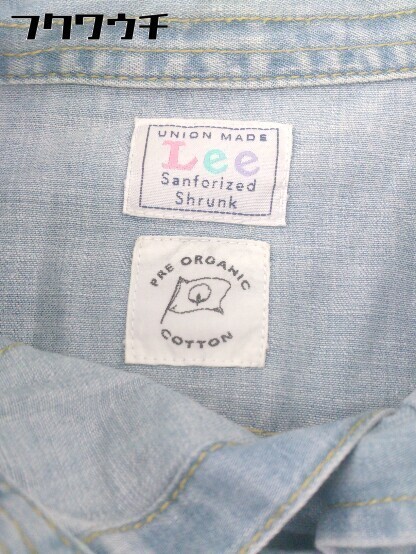 フクワウチ
UNION MADE
Lee
Sanforized
Shrunk
PRE ORGANIC
COTTON